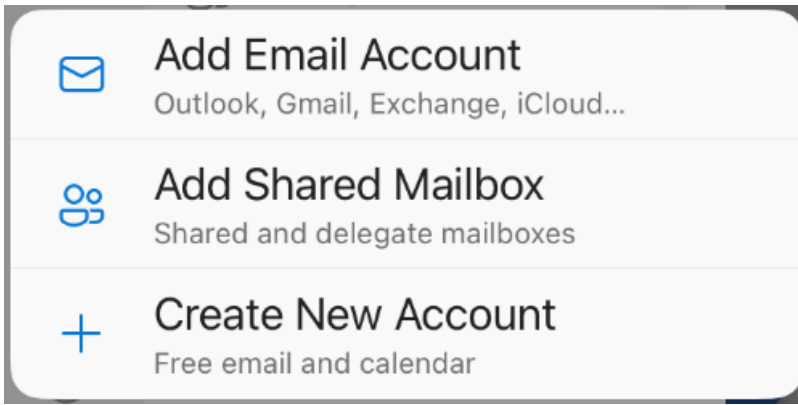 Add Email Account
Outlook, Gmail, Exchange, iCloud...
Add Shared Mailbox
Shared and delegate mailboxes
Create New Account
Free email and calendar